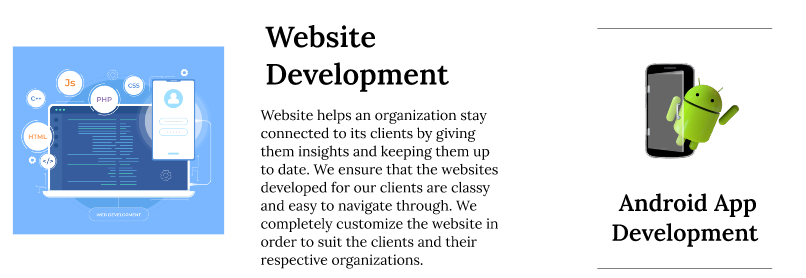 Js
CSS
C++
PHP
HTML
</>
WEB DEVELOPMENT
Website
Development
Website helps an organization stay
connected to its clients by giving
them insights and keeping them up
to date. We ensure that the websites
developed for our clients are classy
and easy to navigate through. We
completely customize the website in
order to suit the clients and their
respective organizations.
Android App
Development